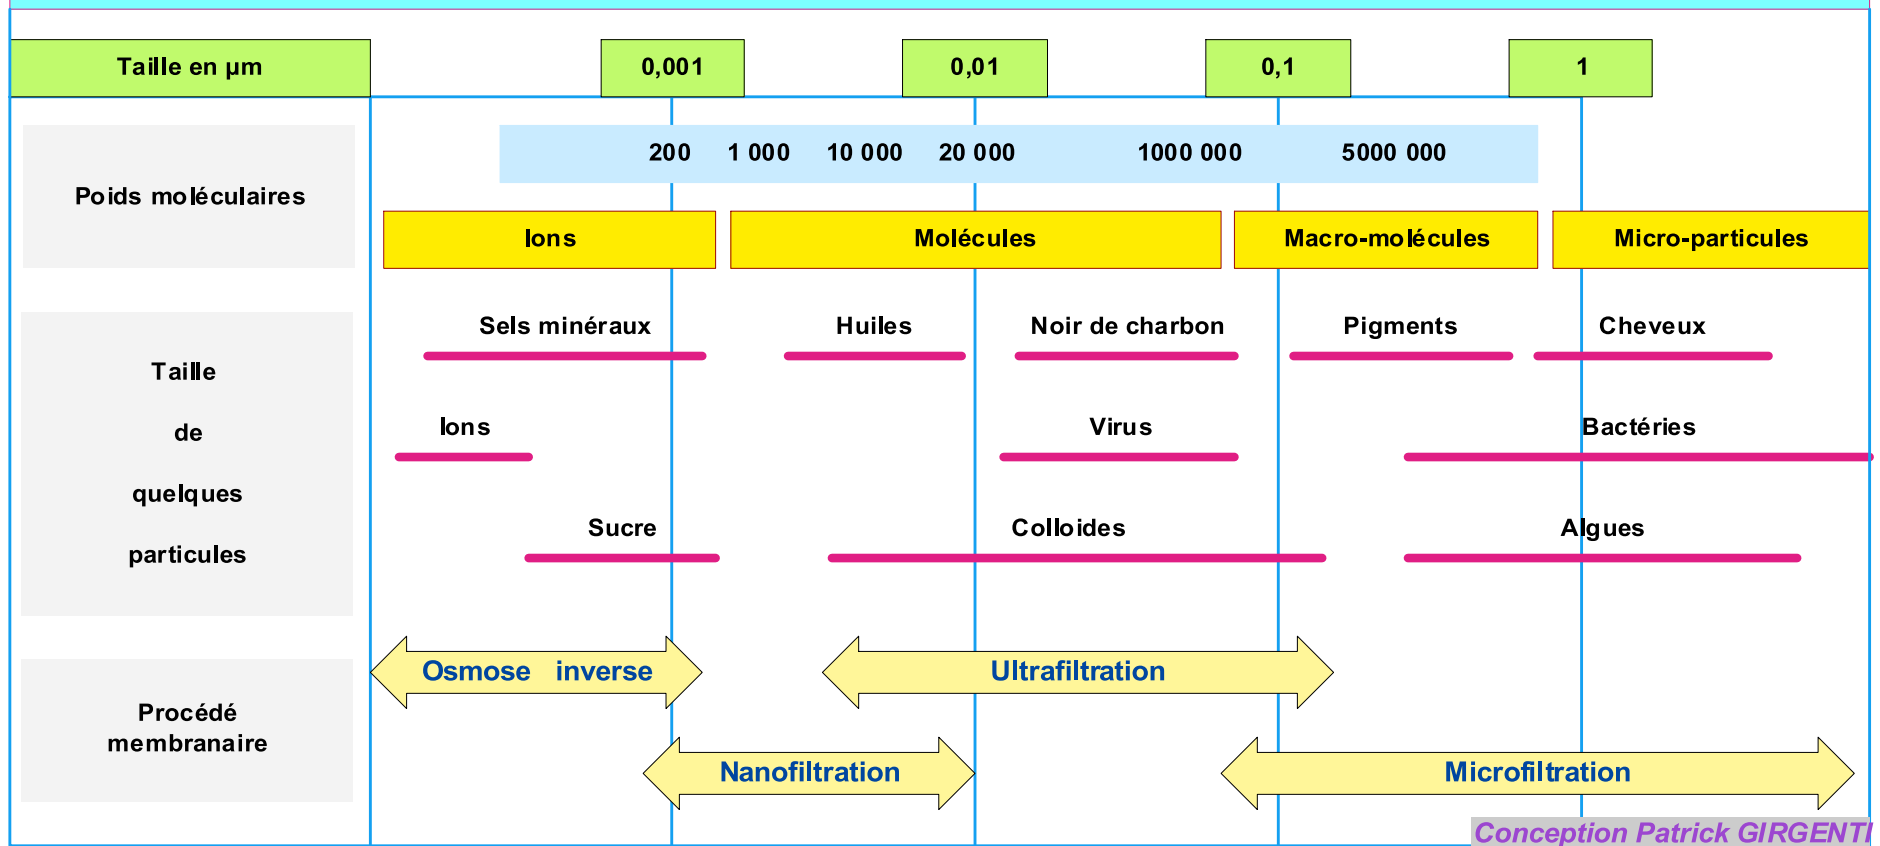 Taille en µm 0,001 0,01 0,1 1
200 1 000 10 000 20 000 1000 000 5000 000
Poids moléculaires
Ions Molécules Macro-molécules Micro-particules
Sels minéraux Huiles Noir de charbon Pigments Cheveux
Taille
de
quelques
particules
Ions Virus Bactéries
Sucre Colloides Algues
Osmose inverse Ultrafiltration
Procédé
membranaire
Nanofiltration Microfiltration
Conception Patrick GIRGENTI